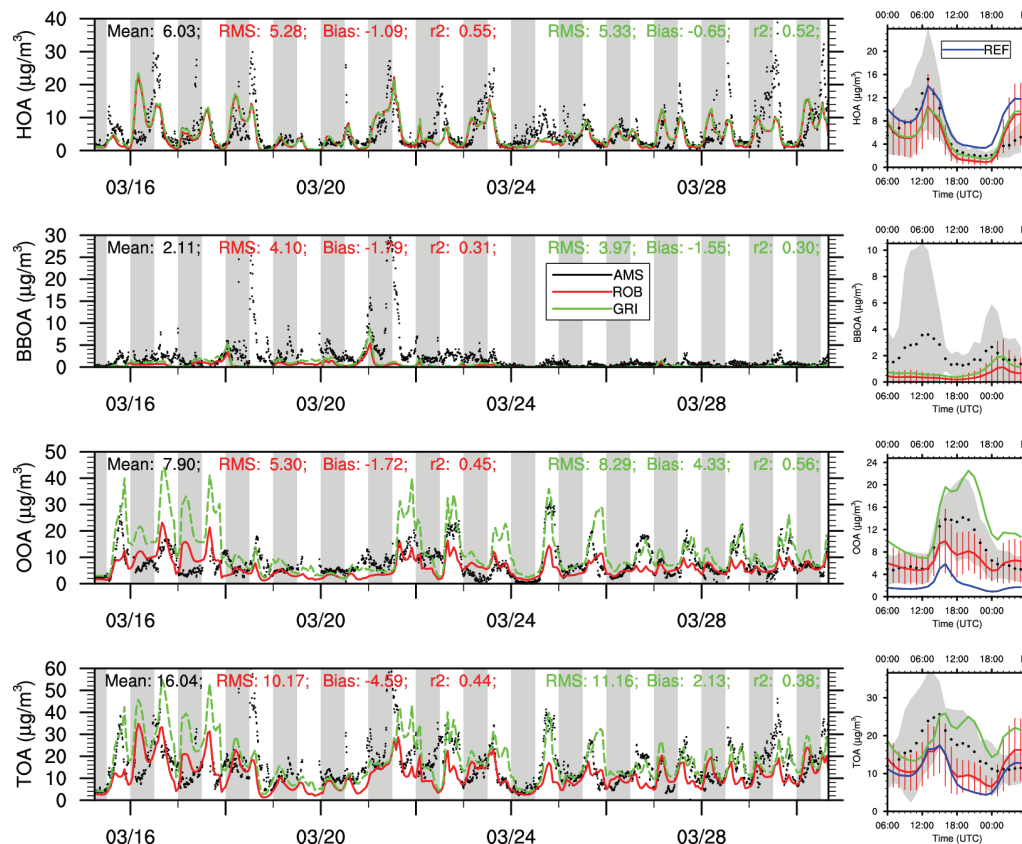 00:00 06:00 12:00 18:00
HOA (µg/m³)
40
30
20
10
0
Mean: 6.03; RMS: 5.28 Bias: -1.09 r2: 0.55; RMS: 5.33 Bias: -0.65 r2: 0.52;
03/16 03/20 03/24 03/28
HOA (µg/m³)
20
16
12
8
4
0
REF
06:00 12:00 18:00 00:00
Time (UTC)
BBOA (µg/m³)
30
25
20
15
10
5
0
Mean: 2.11; RMS: 4.10 Bias: -1.79 r2: 0.31; RMS: 3.97 Bias: -1.55 r2: 0.30;
AMS
ROB
GRI
03/16 03/20 03/24 03/28
00:00 06:00 12:00 18:00
BBOA (µg/m³)
10
8
6
4
2
0
06:00 12:00 18:00 00:00
Time (UTC)
OOA (µg/m³)
50
40
30
20
10
0
Mean: 7.90; RMS: 5.30 Bias: -1.72 r2: 0.45; RMS: 8.29 Bias: 4.33 r2: 0.56;
03/16 03/20 03/24 03/28
00:00 06:00 12:00 18:00
OOA (µg/m³)
24
20
16
12
8
4
0
06:00 12:00 18:00 00:00
Time (UTC)
TOA (µg/m³)
60
50
40
30
20
10
0
Mean: 16.04; RMS: 10.17 Bias: -4.59 r2: 0.44; RMS: 11.16 Bias: 2.13 r2: 0.38;
03/16 03/20 03/24 03/28
00:00 06:00 12:00 18:00
TOA (µg/m³)
30
20
10
0
06:00 12:00 18:00 00:00
Time (UTC)